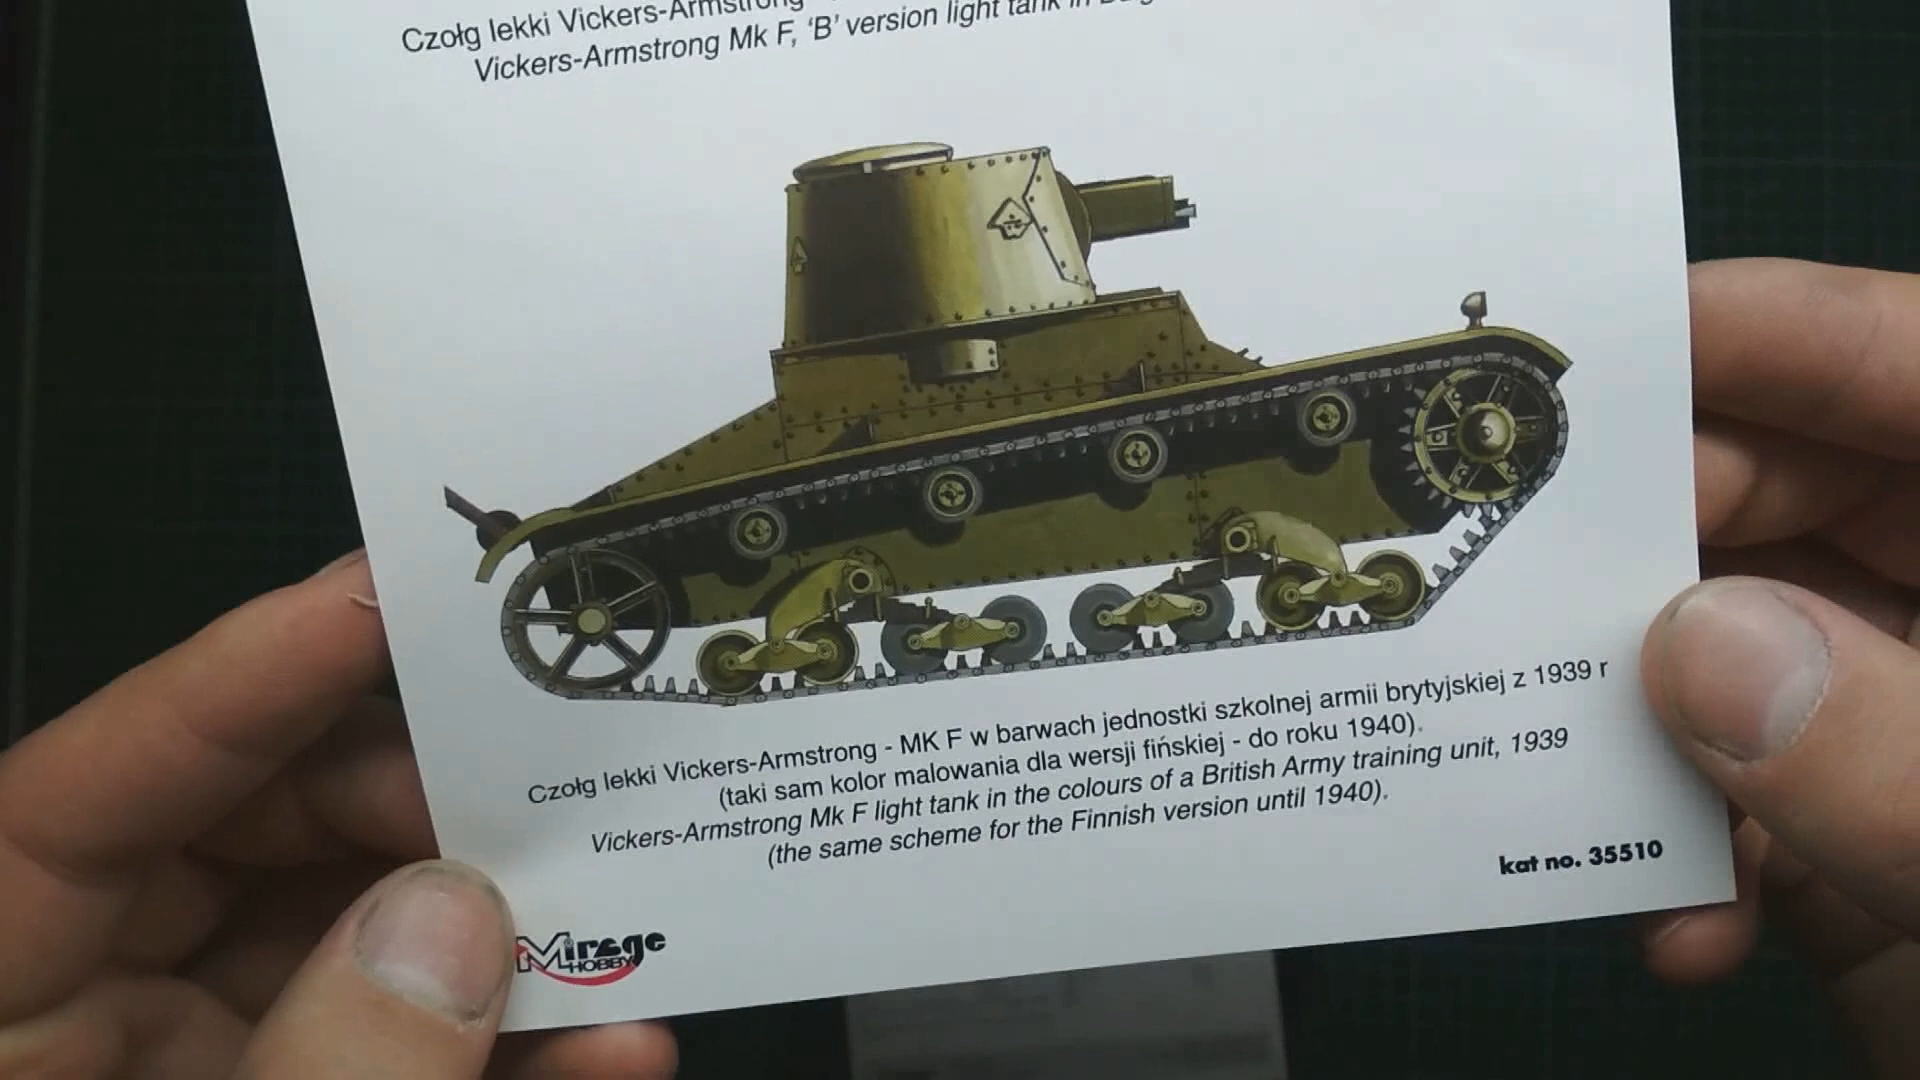 Czołg lekki Vickers-Armstrong
Vickers-Armstrong Mk F, ‘B’ version light tank in
Czołg lekki Vickers-Armstrong - MK F w barwach jednostki szkolnej armii brytyjskiej z 1939 r
(taki sam kolor malowania dla wersji fińskiej - do roku 1940).
Vickers-Armstrong Mk F light tank in the colours of a British Army training unit, 1939
(the same scheme for the Finnish version until 1940).
kat no. 35510
Mirage
HOBBY